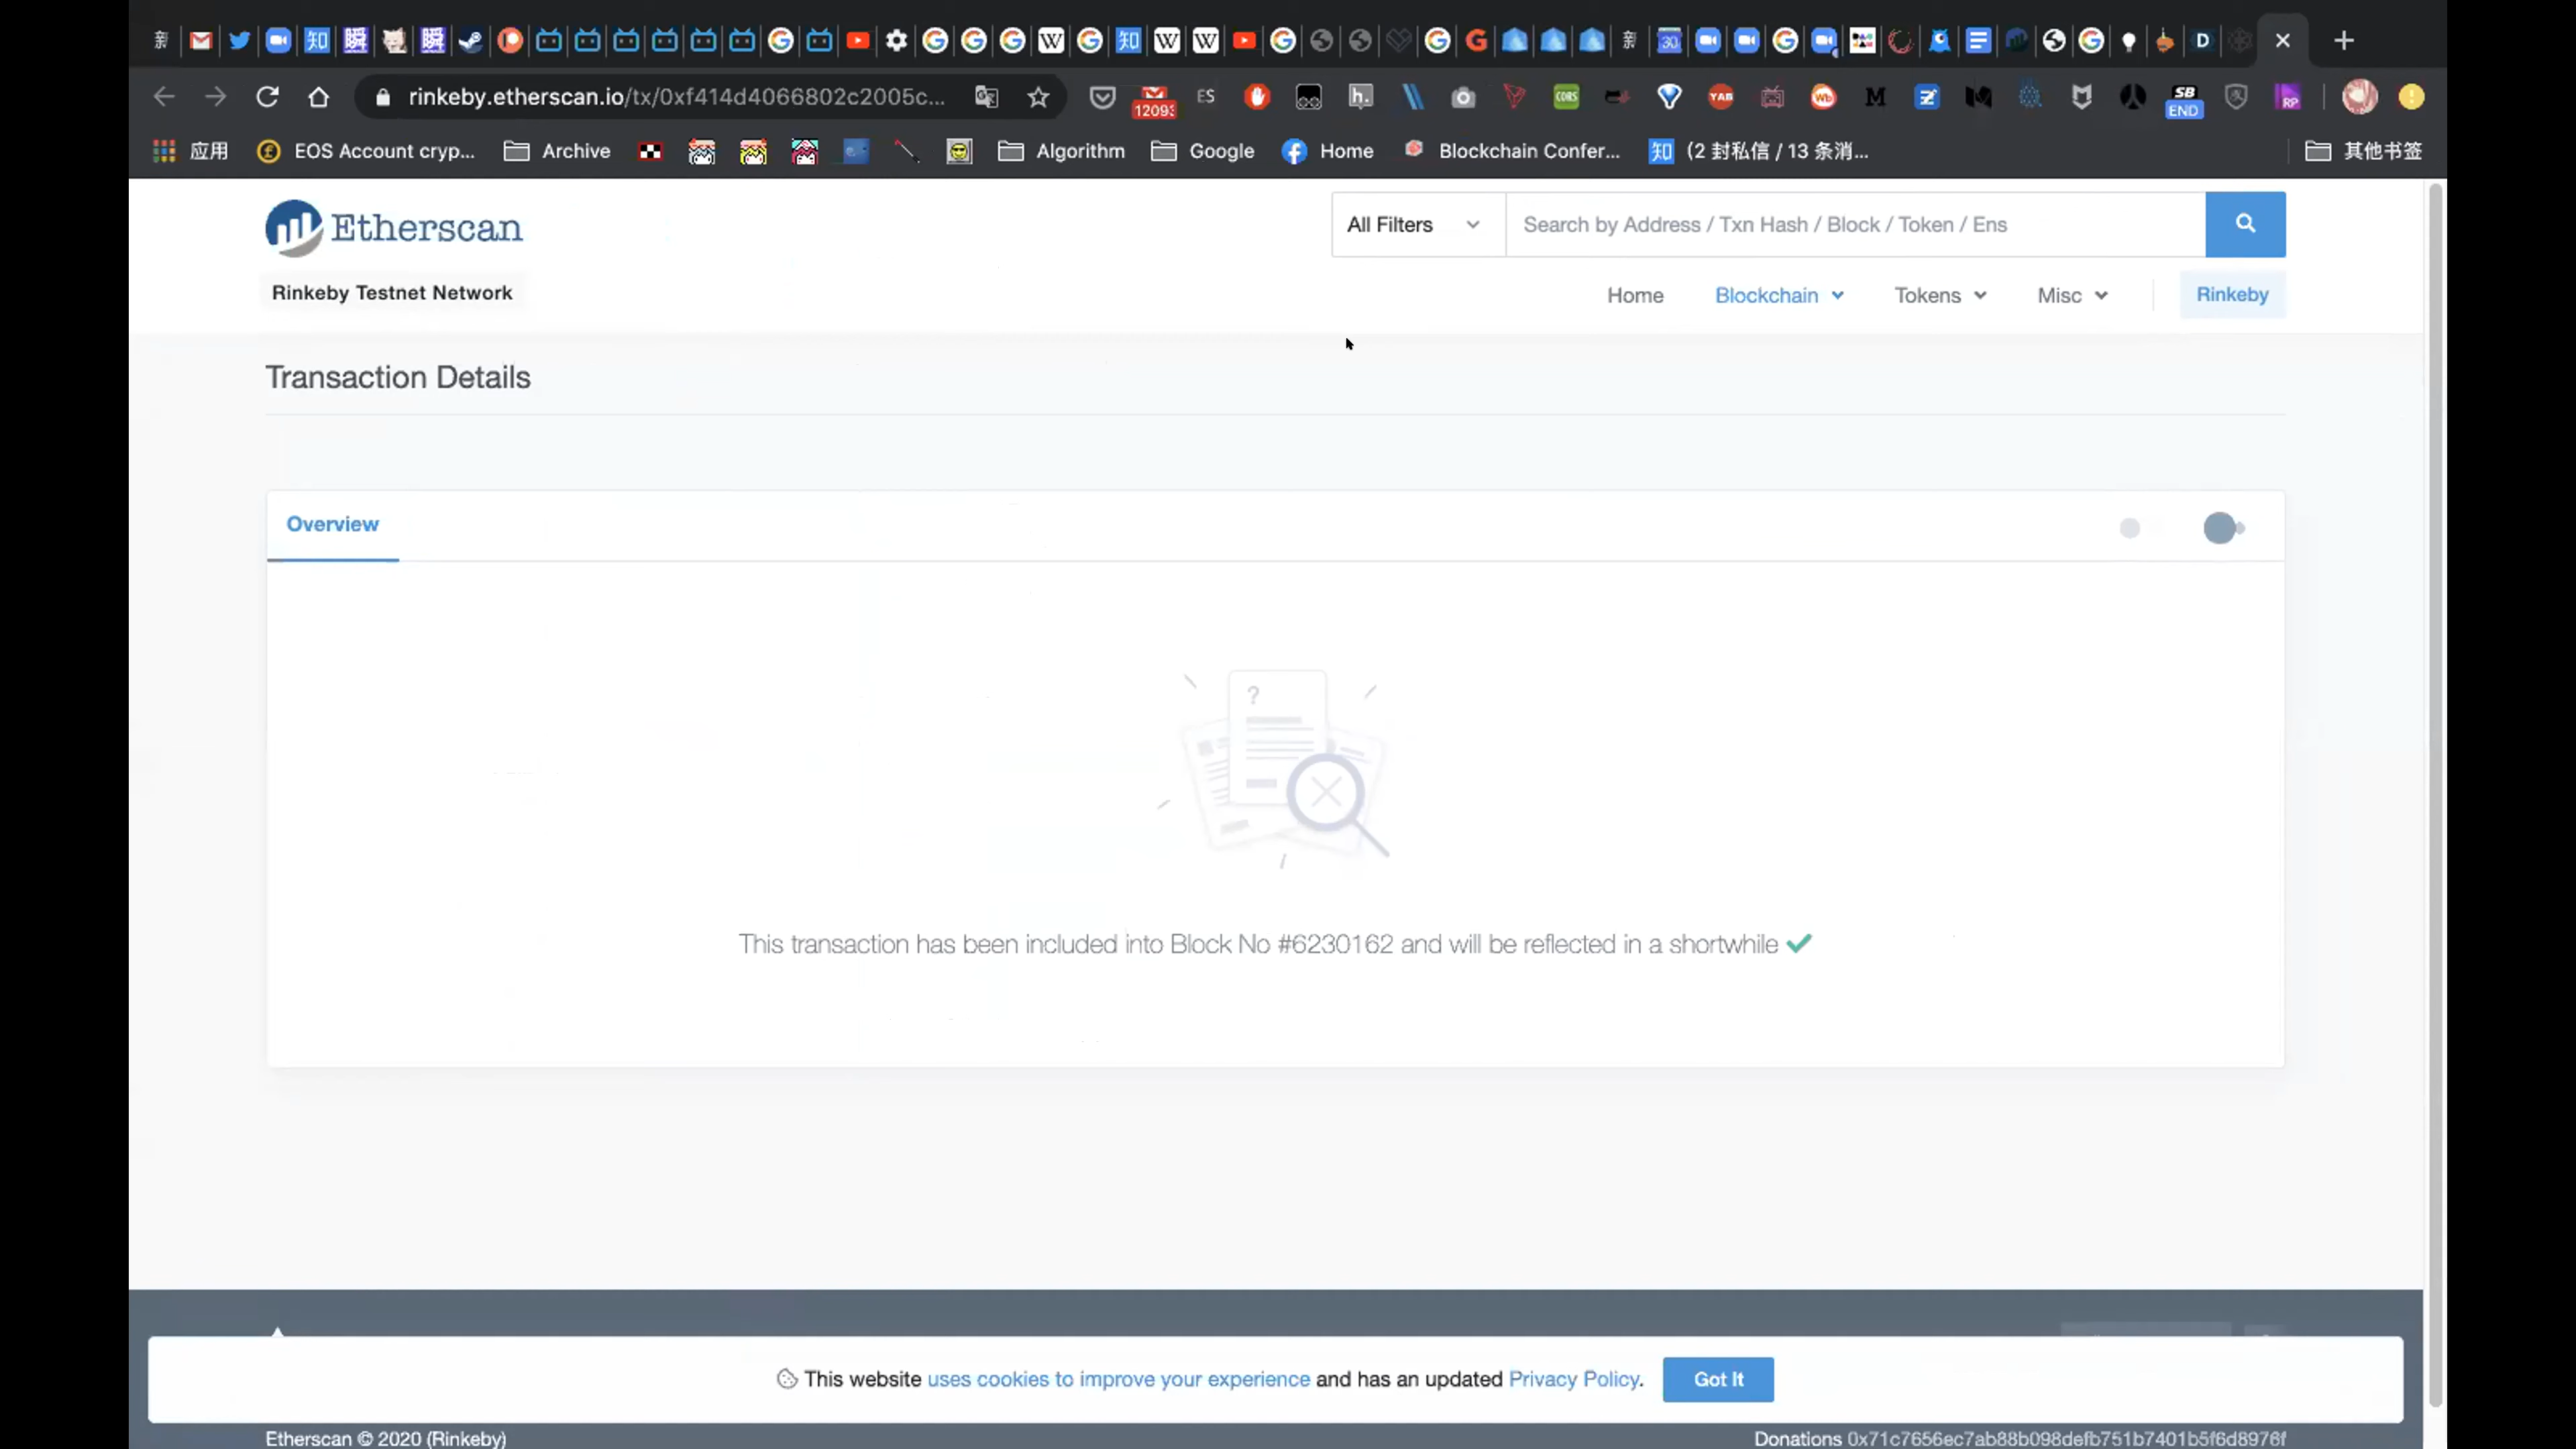 rinkeby.etherscan.io/tx/0xf414d4066802c2005c...
ES
h.
CORS
YAB
SB
END
RP
应用
EOS Account cryp...
Archive
Algorithm
Google
Home
Blockchain Confer...
知
(2 封私信 / 13 条消...
其他书签
Etherscan
All Filters
Search by Address / Txn Hash / Block / Token / Ens
Rinkeby Testnet Network
Home
Blockchain
Tokens
Misc
Rinkeby
Transaction Details
Overview
?
This transaction has been included into Block No #6230162 and will be reflected in a shortwhile
This website uses cookies to improve your experience and has an updated Privacy Policy.
Got It
Etherscan © 2020 (Rinkeby)
Donations 0x71c7656ec7ab88b098defb751b7401b5f6d8976f